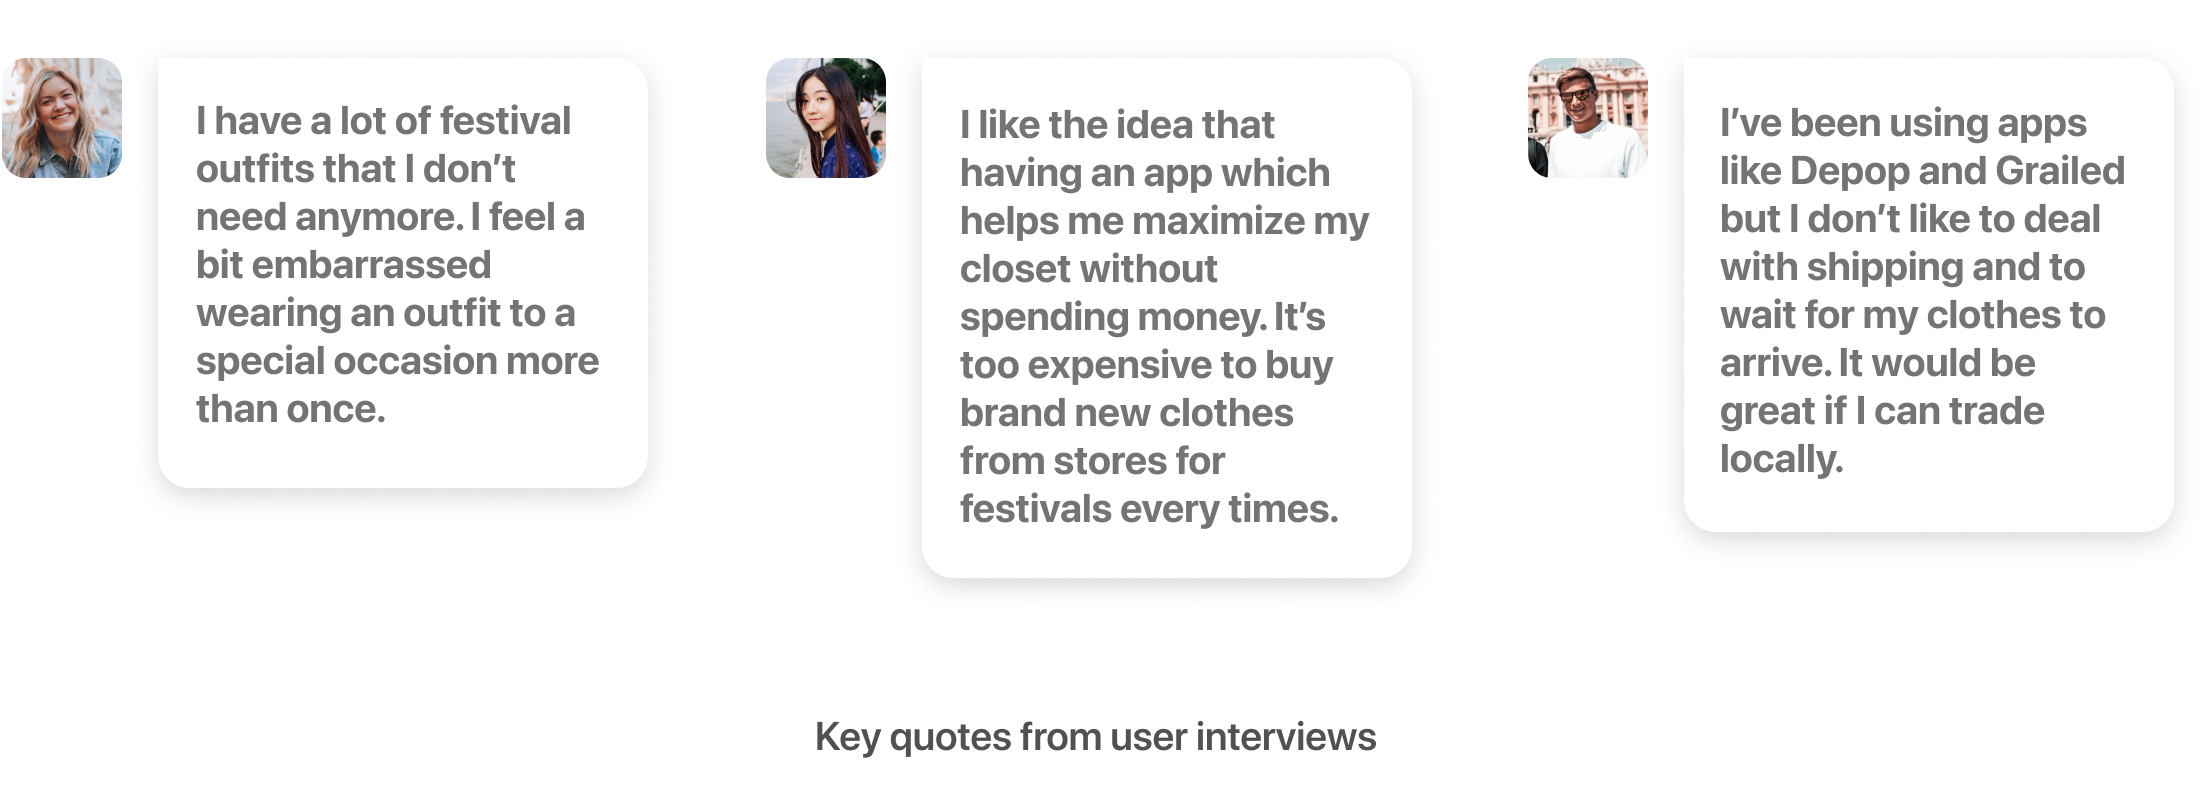 I have a lot of festival
outfits that I don’t
need anymore. I feel a
bit embarrassed
wearing an outfit to a
special occasion more
than once.
I like the idea that
having an app which
helps me maximize my
closet without
spending money. It’s
too expensive to buy
brand new clothes
from stores for
festivals every times.
I’ve been using apps
like Depop and Grailed
but I don’t like to deal
with shipping and to
wait for my clothes to
arrive. It would be
great if I can trade
locally.
Key quotes from user interviews